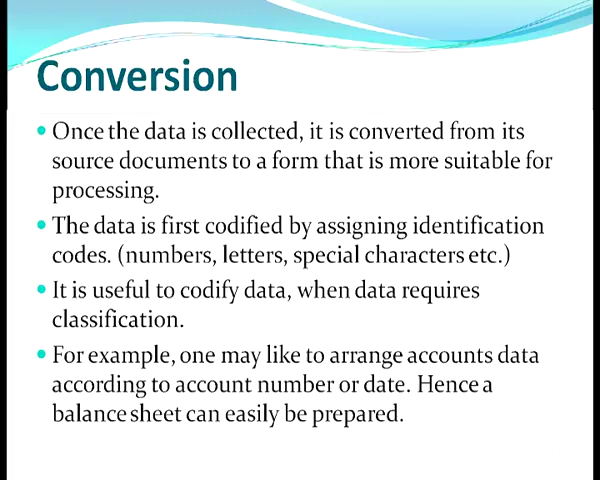 Conversion
• Once the data is collected, it is converted from its
source documents to a form that is more suitable for
processing.
• The data is first codified by assigning identification
codes. (numbers, letters, special characters etc.)
• It is useful to codify data, when data requires
classification.
• For example, one may like to arrange accounts data
according to account number or date. Hence a
balance sheet can easily be prepared.